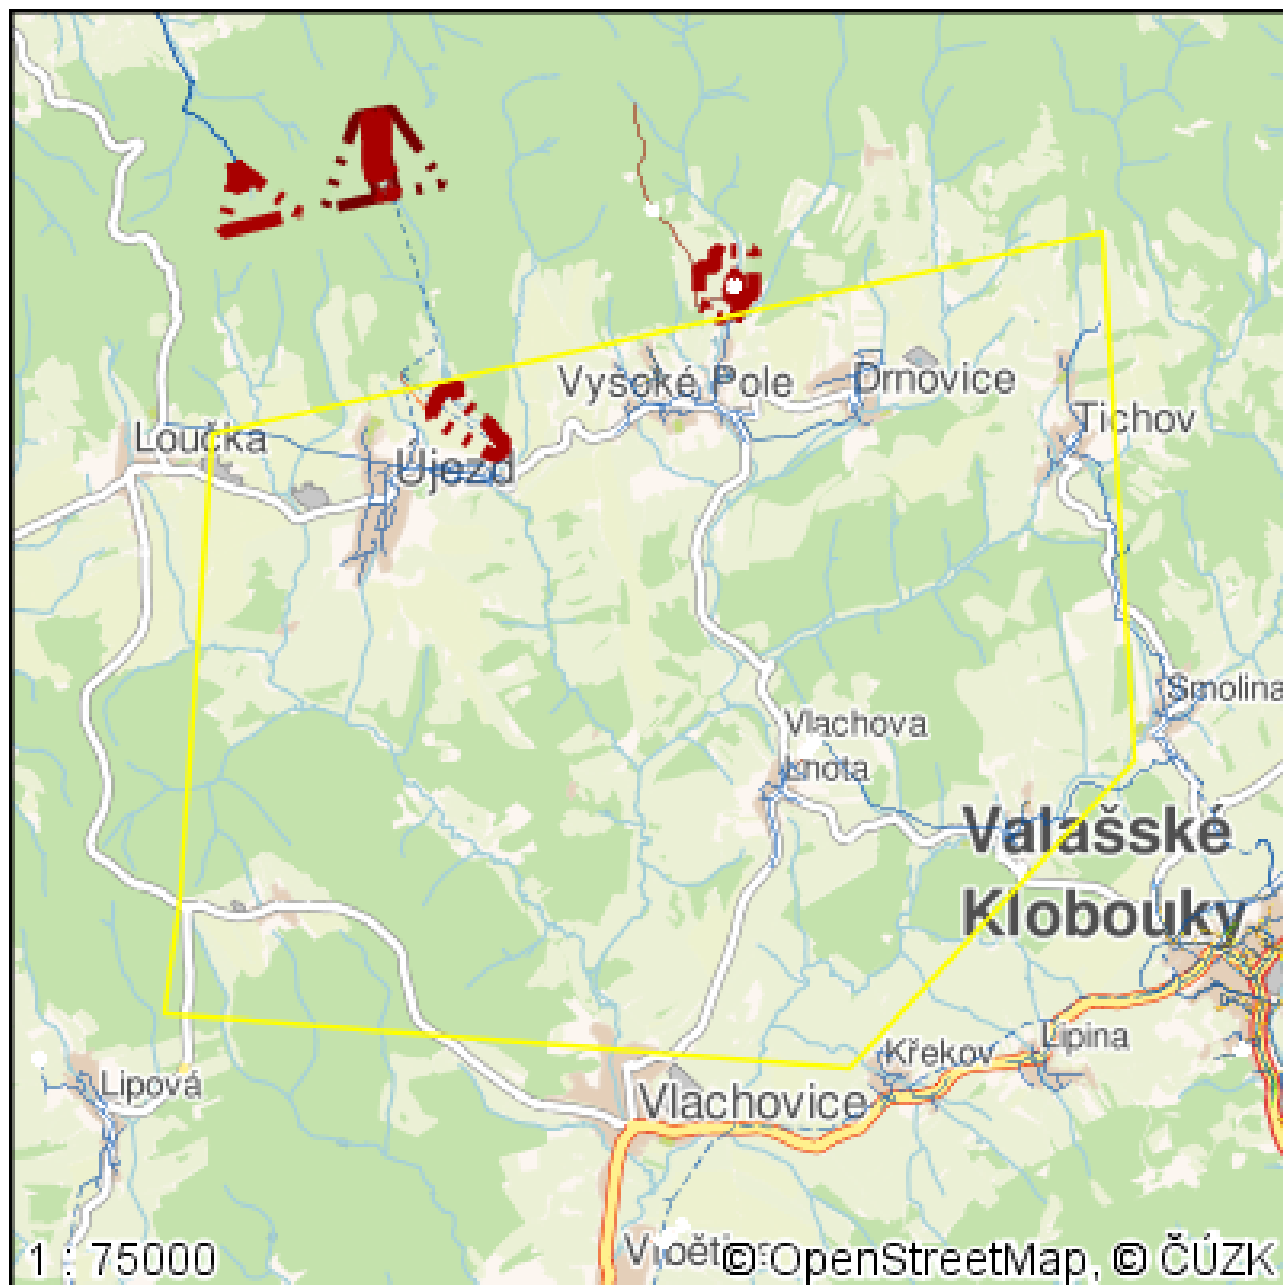 Vysoké Pole
Drnovice
Tichov
Loučka
Újezd
Smolina
Vlachova
Lhota
Valašské
Klobouky
Křekov
Lipina
Lipová
Vlachovice
1 : 75000
© OpenStreetMap, © ČÚZK